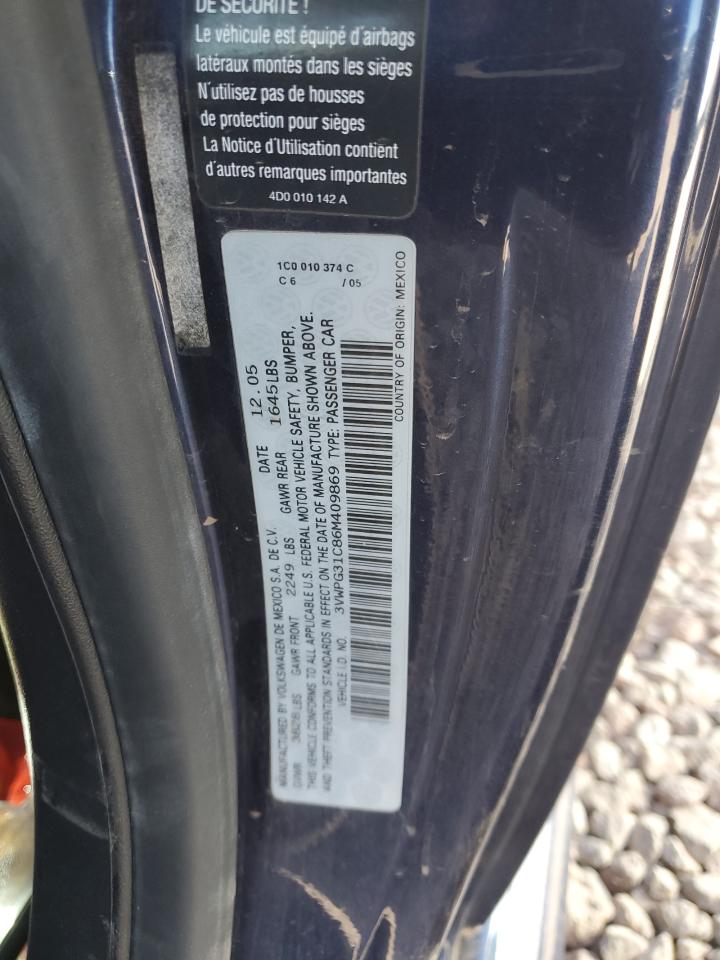 DE SÉCURITÉ !
Le véhicule est équipé d'airbags
latéraux montés dans les sièges
N'utilisez pas de housses
de protection pour sièges
La Notice d'Utilisation contient
d'autres remarques importantes
4D0 010 142 A
1C0 010 374 C
C 6 / 05
MANUFACTURED BY VOLKSWAGEN DE MEXICO S.A. DE C.V. DATE 12.05
GVWR LBS GAWR FRONT 2249 LBS GAWR REAR 1645LBS
THIS VEHICLE CONFORMS TO ALL APPLICABLE U.S. FEDERAL MOTOR VEHICLE SAFETY, BUMPER,
AND THEFT PREVENTION STANDARDS IN EFFECT ON THE DATE OF MANUFACTURE SHOWN ABOVE.
VEHICLE I.D. NO. 3VWPG31C86M409869 TYPE: PASSENGER CAR
COUNTRY OF ORIGIN: MEXICO